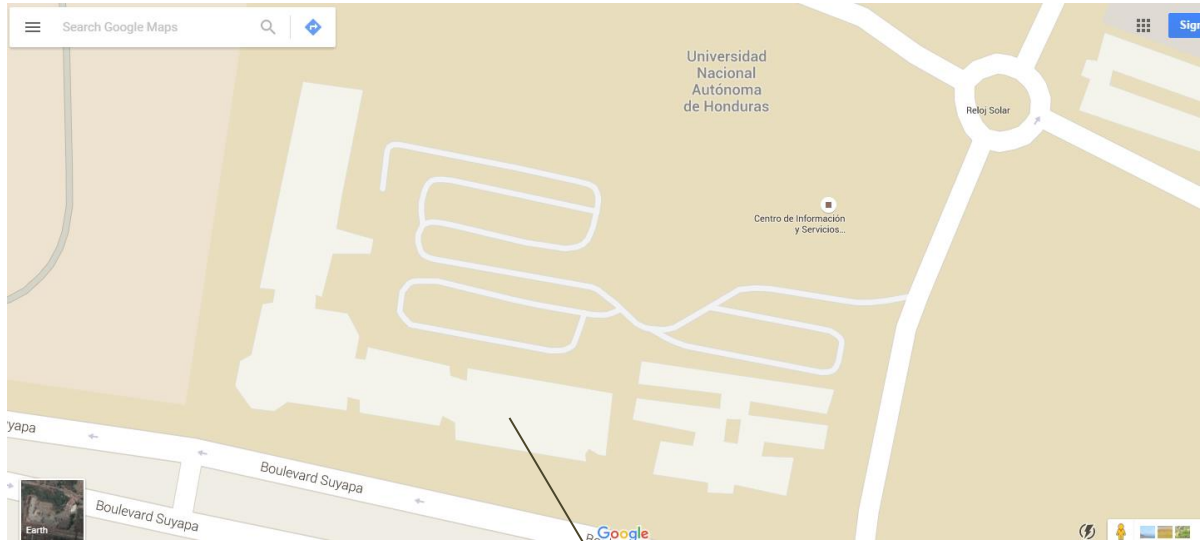 Search Google Maps
Sign
Universidad
Nacional
Autónoma
de Honduras
Reloj Solar
Centro de Información
y Servicios...
yapa
Boulevard Suyapa
Boulevard Suyapa
Google
Earth